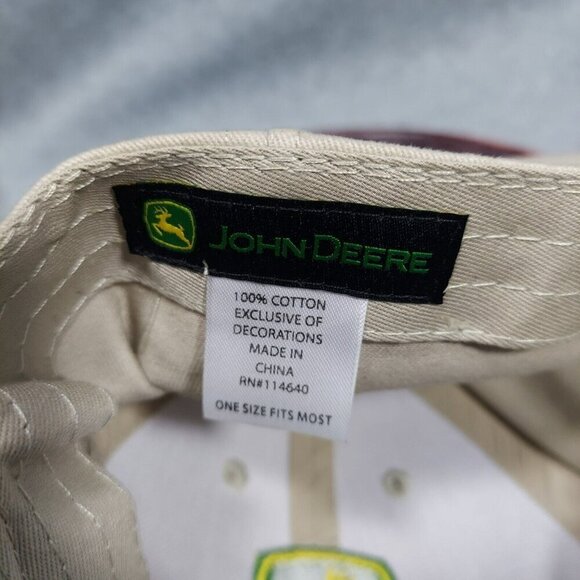 JOHN DEERE
100% COTTON
EXCLUSIVE OF
DECORATIONS
MADE IN
CHINA
RN#114640
ONE SIZE FITS MOST